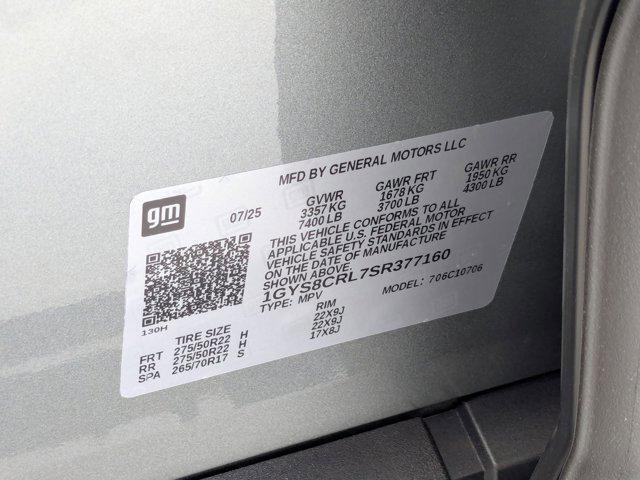 MFD BY GENERAL MOTORS LLC
gm
07/25
GVWR GAWR FRT GAWR RR
3357 KG 1678 KG 1950 KG
7400 LB 3700 LB 4300 LB
THIS VEHICLE CONFORMS TO ALL
APPLICABLE U.S. FEDERAL MOTOR
VEHICLE SAFETY STANDARDS IN EFFECT
ON THE DATE OF MANUFACTURE
SHOWN ABOVE.
1GYS8CRL7SR377160
TYPE: MPV MODEL: 706C10706
130H
TIRE SIZE RIM
FRT 275/50R22 H 22X9J
RR 275/50R22 H 22X9J
SPA 265/70R17 S 17X8J